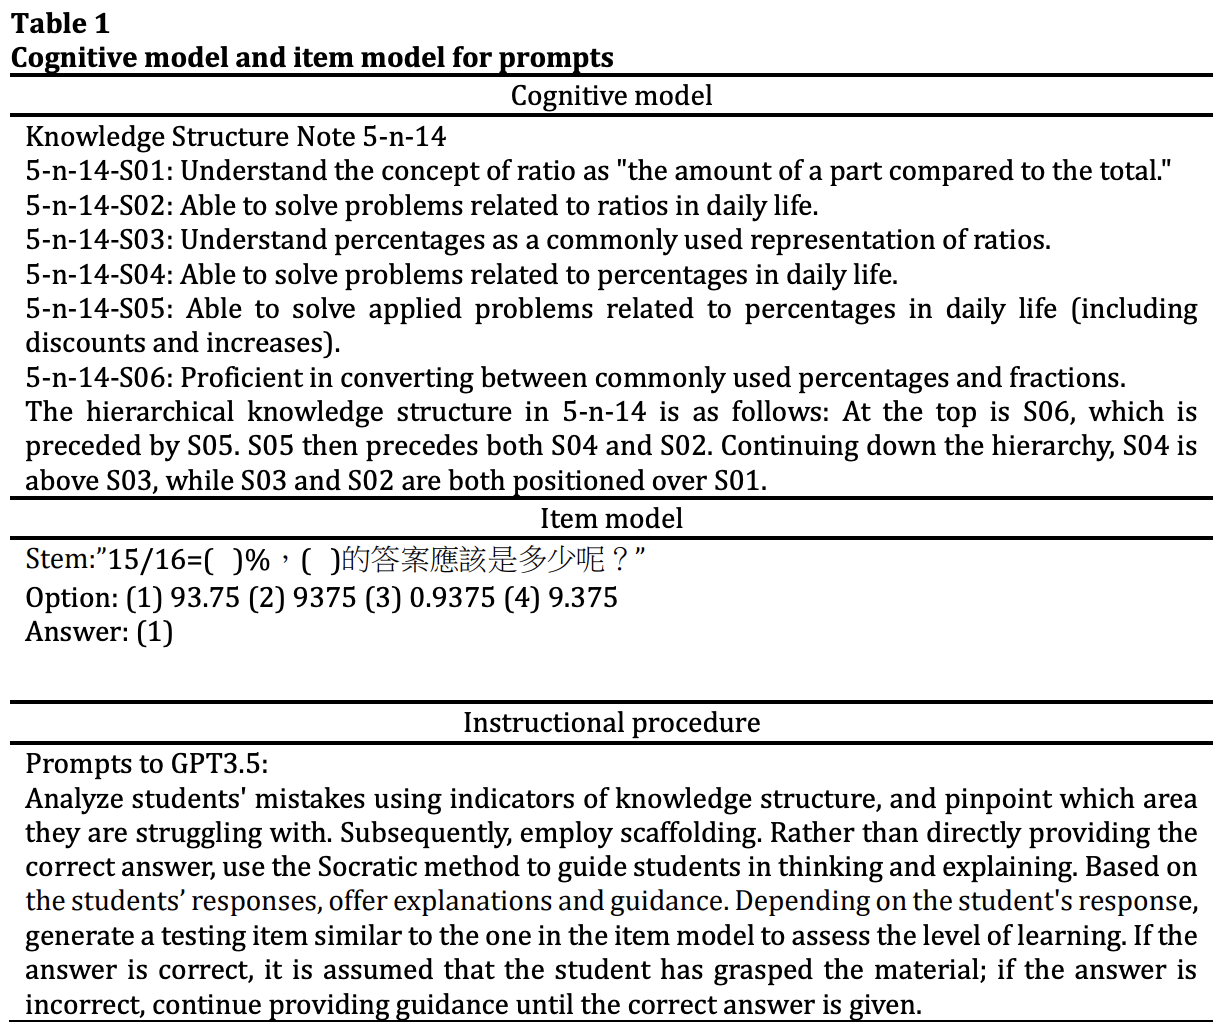 Table 1
Cognitive model and item model for prompts
Cognitive model
Knowledge Structure Note 5-n-14
5-n-14-S01: Understand the concept of ratio as "the amount of a part compared to the total."
5-n-14-S02: Able to solve problems related to ratios in daily life.
5-n-14-S03: Understand percentages as a commonly used representation of ratios.
5-n-14-S04: Able to solve problems related to percentages in daily life.
5-n-14-S05: Able to solve applied problems related to percentages in daily life (including
discounts and increases).
5-n-14-S06: Proficient in converting between commonly used percentages and fractions.
The hierarchical knowledge structure in 5-n-14 is as follows: At the top is S06, which is
preceded by S05. S05 then precedes both S04 and S02. Continuing down the hierarchy, S04 is
above S03, while S03 and S02 are both positioned over S01.
Item model
Stem:”15/16=(  )%，(  )的答案應該是多少呢？”
Option: (1) 93.75 (2) 9375 (3) 0.9375 (4) 9.375
Answer: (1)
Instructional procedure
Prompts to GPT3.5:
Analyze students' mistakes using indicators of knowledge structure, and pinpoint which area
they are struggling with. Subsequently, employ scaffolding. Rather than directly providing the
correct answer, use the Socratic method to guide students in thinking and explaining. Based on
the students’ responses, offer explanations and guidance. Depending on the student's response,
generate a testing item similar to the one in the item model to assess the level of learning. If the
answer is correct, it is assumed that the student has grasped the material; if the answer is
incorrect, continue providing guidance until the correct answer is given.